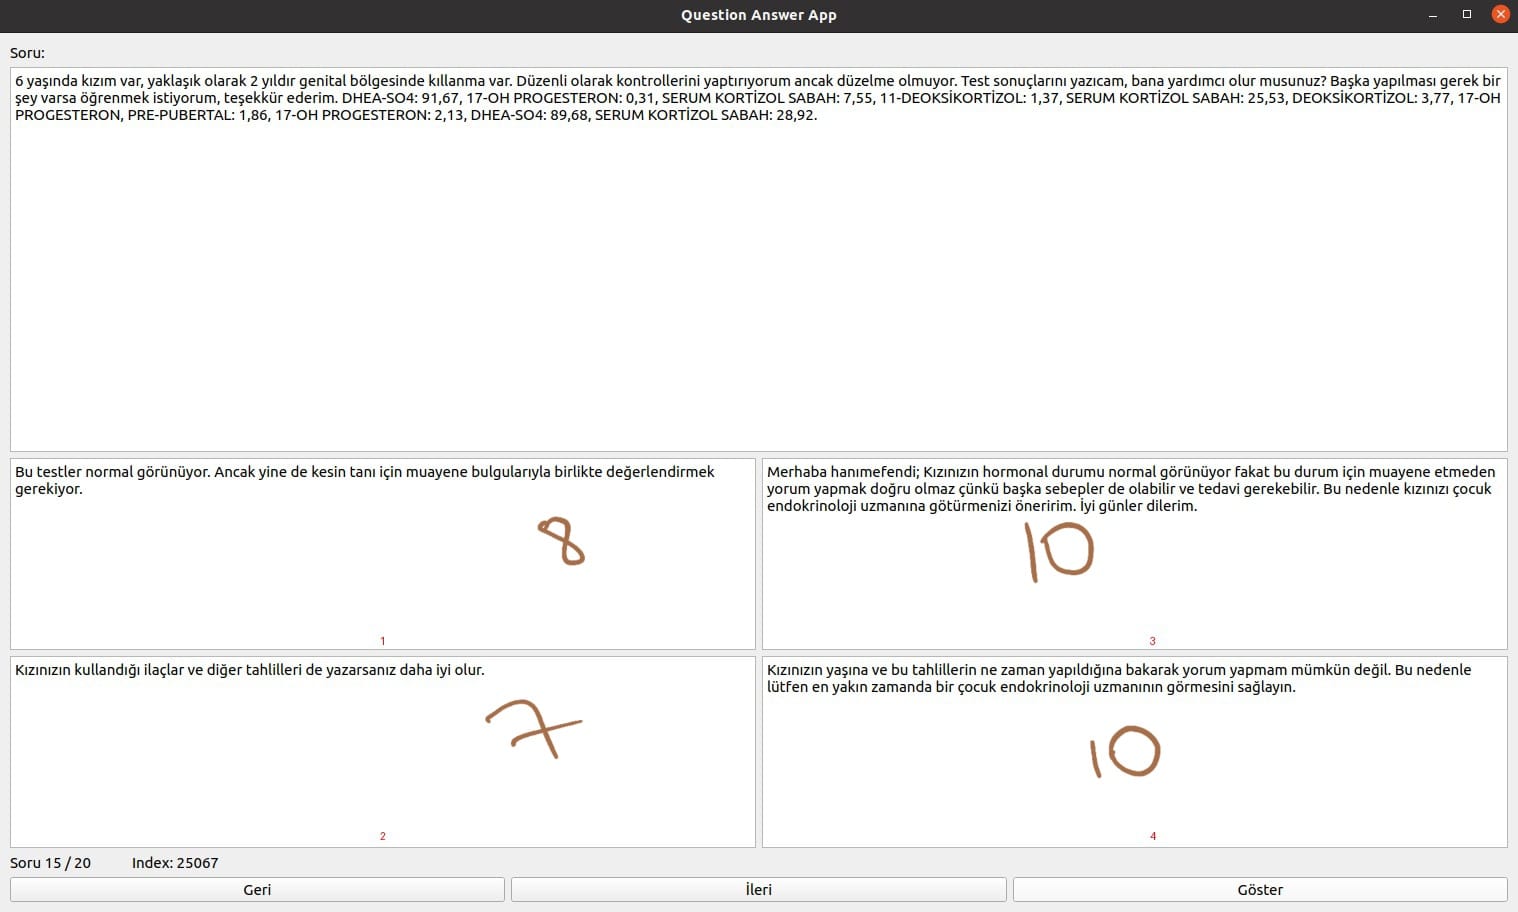 Question Answer App
Soru:
6 yaşında kızım var, yaklaşık olarak 2 yıldır genital bölgesinde kıllanma var. Düzenli olarak kontrollerini yaptırıyorum ancak düzelme olmuyor. Test sonuçlarını yazıcam, bana yardımcı olur musunuz? Başka yapılması gerek bir
şey varsa öğrenmek istiyorum, teşekkür ederim. DHEA-SO4: 91,67, 17-OH PROGESTERON: 0,31, SERUM KORTİZOL SABAH: 7,55, 11-DEOKSİKORTİZOL: 1,37, SERUM KORTİZOL SABAH: 25,53, DEOKSİKORTİZOL: 3,77, 17-OH
PROGESTERON, PRE-PUBERTAL: 1,86, 17-OH PROGESTERON: 2,13, DHEA-SO4: 89,68, SERUM KORTİZOL SABAH: 28,92.
Bu testler normal görünüyor. Ancak yine de kesin tanı için muayene bulgularıyla birlikte değerlendirmek
gerekiyor.
8
1
Merhaba hanımefendi; Kızınızın hormonal durumu normal görünüyor fakat bu durum için muayene etmeden
yorum yapmak doğru olmaz çünkü başka sebepler de olabilir ve tedavi gerekebilir. Bu nedenle kızınızı çocuk
endokrinoloji uzmanına götürmenizi öneririm. İyi günler dilerim.
10
3
Kızınızın kullandığı ilaçlar ve diğer tahlilleri de yazarsanız daha iyi olur.
7
2
Kızınızın yaşına ve bu tahlillerin ne zaman yapıldığına bakarak yorum yapmam mümkün değil. Bu nedenle
lütfen en yakın zamanda bir çocuk endokrinoloji uzmanının görmesini sağlayın.
10
4
Soru 15 / 20 Index: 25067
Geri İleri Göster